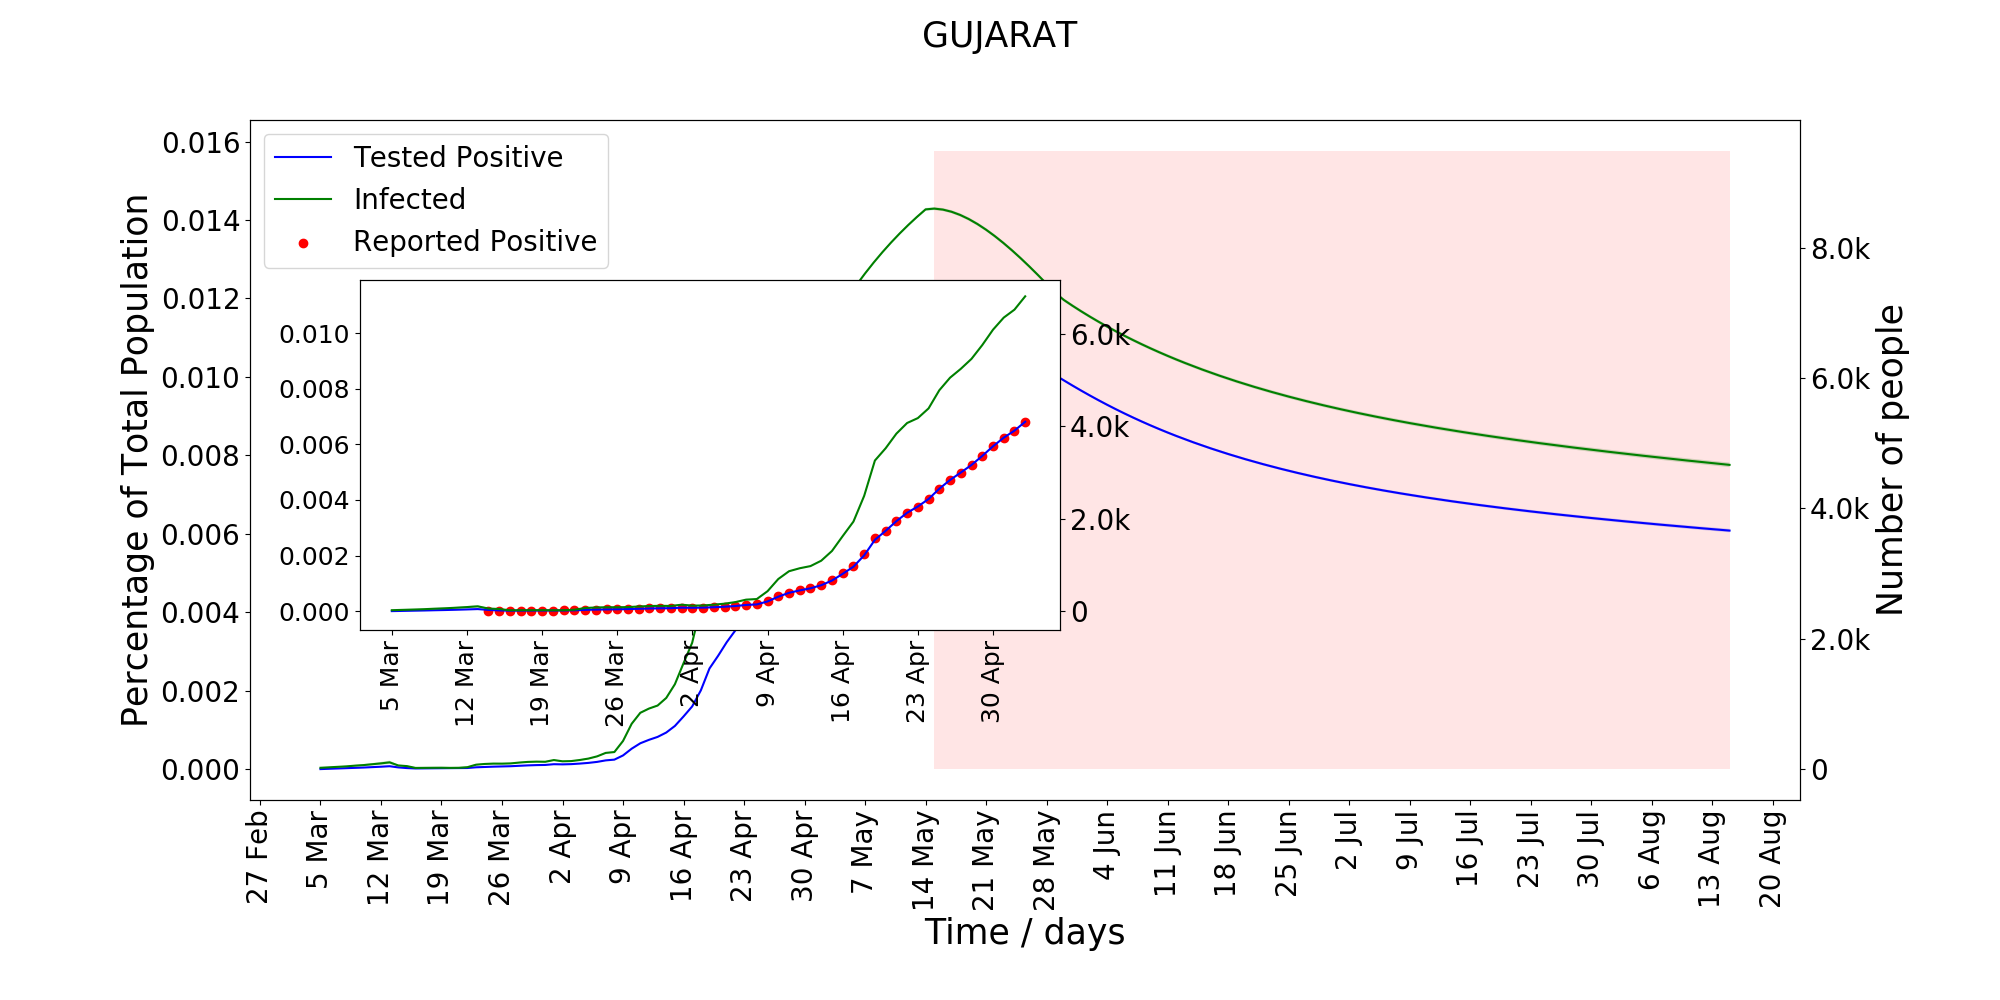 GUJARAT
Tested Positive
Infected
Reported Positive
Percentage of Total Population
0.016
0.014
0.012
0.010
0.008
0.006
0.004
0.002
0.000
0.010
0.008
0.006
0.004
0.002
0.000
6.0k
4.0k
2.0k
0
5 Mar
12 Mar
19 Mar
26 Mar
2 Apr
9 Apr
16 Apr
23 Apr
30 Apr
8.0k
6.0k
4.0k
2.0k
0
Number of people
27 Feb
5 Mar
12 Mar
19 Mar
26 Mar
2 Apr
9 Apr
16 Apr
23 Apr
30 Apr
7 May
14 May
21 May
28 May
4 Jun
11 Jun
18 Jun
25 Jun
2 Jul
9 Jul
16 Jul
23 Jul
30 Jul
6 Aug
13 Aug
20 Aug
Time / days